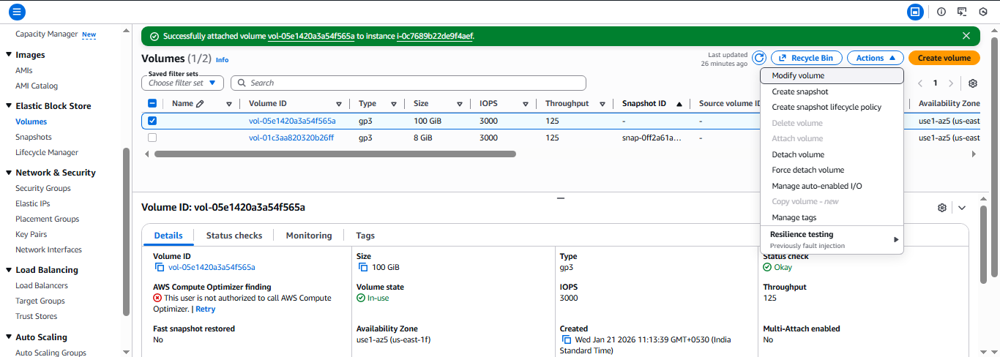 Capacity Manager New
Images
AMIs
AMI Catalog
Elastic Block Store
Volumes
Snapshots
Lifecycle Manager
Network & Security
Security Groups
Elastic IPs
Placement Groups
Key Pairs
Network Interfaces
Load Balancing
Load Balancers
Target Groups
Trust Stores
Auto Scaling
Auto Scaling Groups
Successfully attached volume vol-05e1420a3a54f565a to instance i-0c7689b22de9f4aef.
Volumes (1/2) Info
Last updated
26 minutes ago
Recycle Bin
Actions
Create volume
Saved filter sets
Choose filter set
Search
1
Name Volume ID Type Size IOPS Throughput Snapshot ID Source volume ID Availability Zone
vol-05e1420a3a54f565a gp3 100 GiB 3000 125 - - use1-az5 (us-east
vol-01c3aa820320b26ff gp3 8 GiB 3000 125 snap-0ff2a61a... - use1-az5 (us-east
Modify volume
Create snapshot
Create snapshot lifecycle policy
Delete volume
Attach volume
Detach volume
Force detach volume
Manage auto-enabled I/O
Copy volume - new
Manage tags
Resilience testing
Previously fault injection
Volume ID: vol-05e1420a3a54f565a
Details Status checks Monitoring Tags
Volume ID
vol-05e1420a3a54f565a
Size
100 GiB
Type
gp3
Status check
Okay
AWS Compute Optimizer finding
This user is not authorized to call AWS Compute
Optimizer. | Retry
Volume state
In-use
IOPS
3000
Throughput
125
Fast snapshot restored
No
Availability Zone
use1-az5 (us-east-1f)
Created
Wed Jan 21 2026 11:13:39 GMT+0530 (India
Standard Time)
Multi-Attach enabled
No